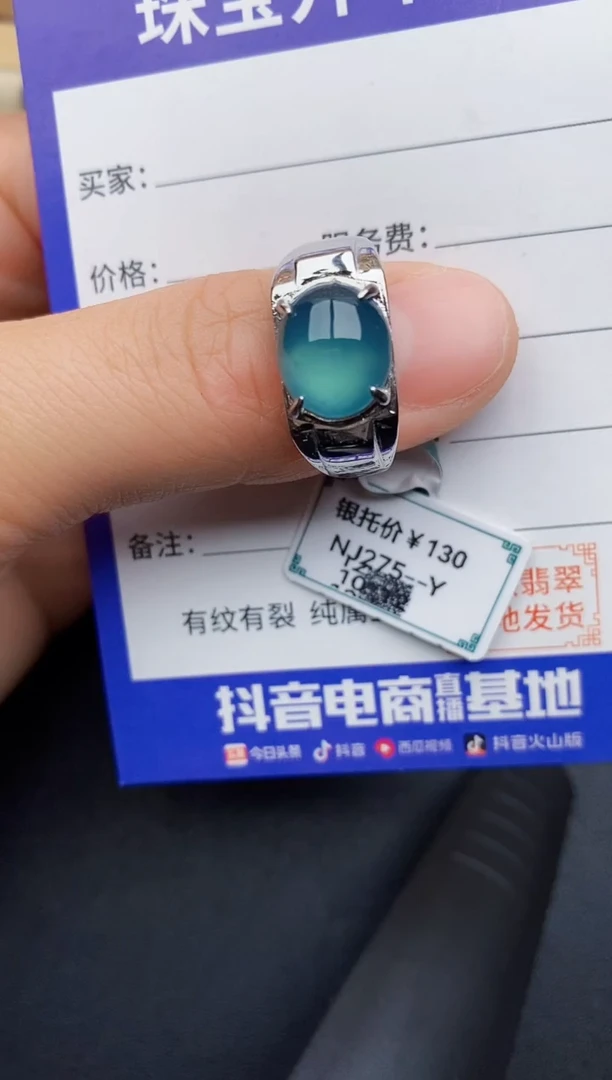 买家：
服务费：
价格：
银托价￥130
NJ275--Y
备注：
翡翠
地发货
有纹有裂 纯属
抖音电商直播基地
今日头条 抖音 西瓜视频 抖音火山版